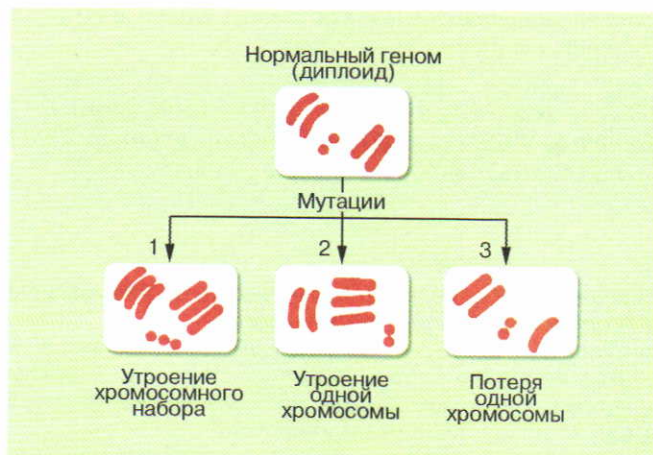 Нормальный геном
(диплоид)
Мутации
1
2
3
Утроение
хромосомного
набора
Утроение
одной
хромосомы
Потеря
одной
хромосомы